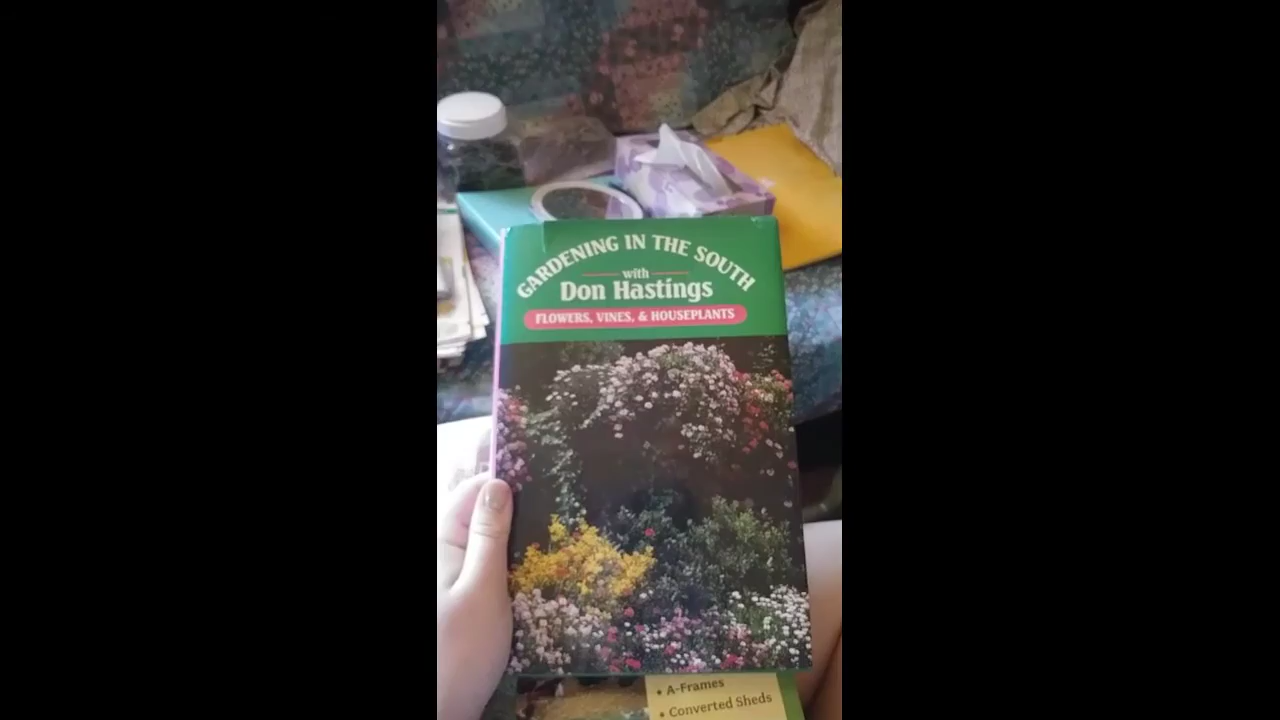 GARDENING IN THE SOUTH
with
Don Hastings
FLOWERS, VINES, & HOUSEPLANTS
• A-Frames
• Converted Sheds